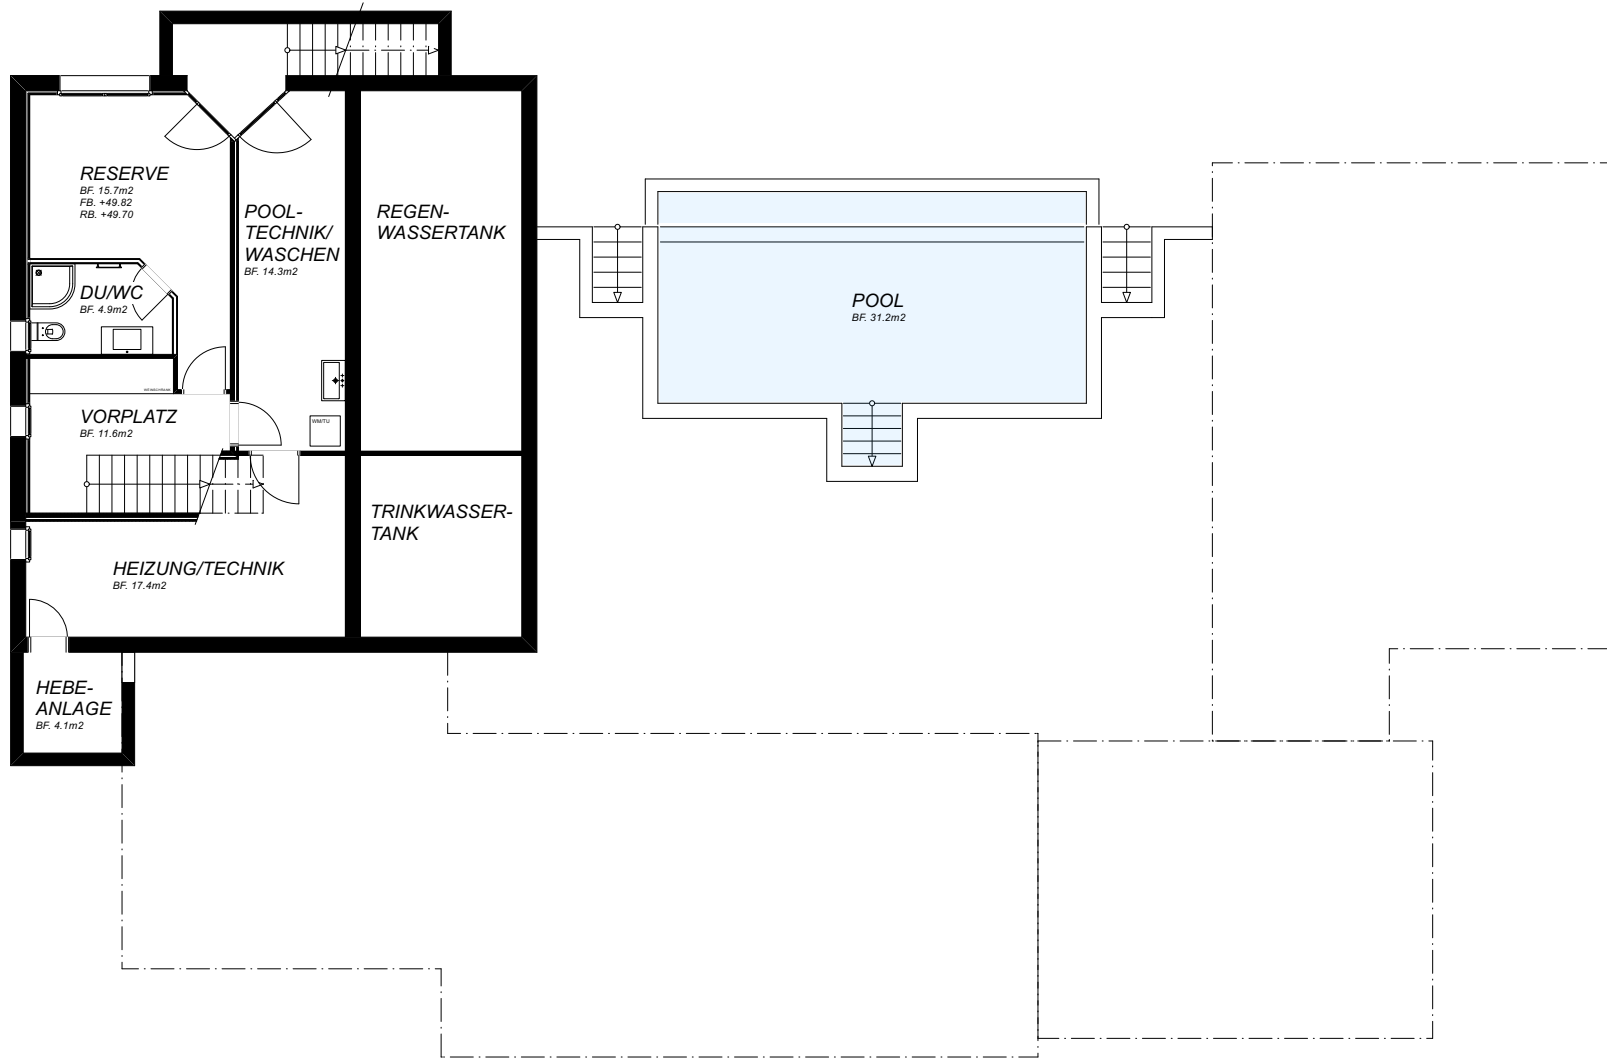 RESERVE
BF. 15.7m2
FB. +49.82
RB. +49.70
POOL-
TECHNIK/
WASCHEN
BF. 14.3m2
REGEN-
WASSERTANK
DU/WC
BF. 4.9m2
POOL
BF. 31.2m2
WEINSCHRANK
VORPLATZ
BF. 11.6m2
WM/TU
TRINKWASSER-
TANK
HEIZUNG/TECHNIK
BF. 17.4m2
HEBE-
ANLAGE
BF. 4.1m2